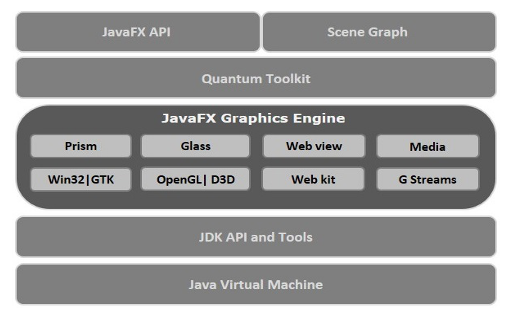 JavaFX API Scene Graph
Quantum Toolkit
JavaFX Graphics Engine
Prism Glass Web view Media
Win32|GTK OpenGL| D3D Web kit G Streams
JDK API and Tools
Java Virtual Machine